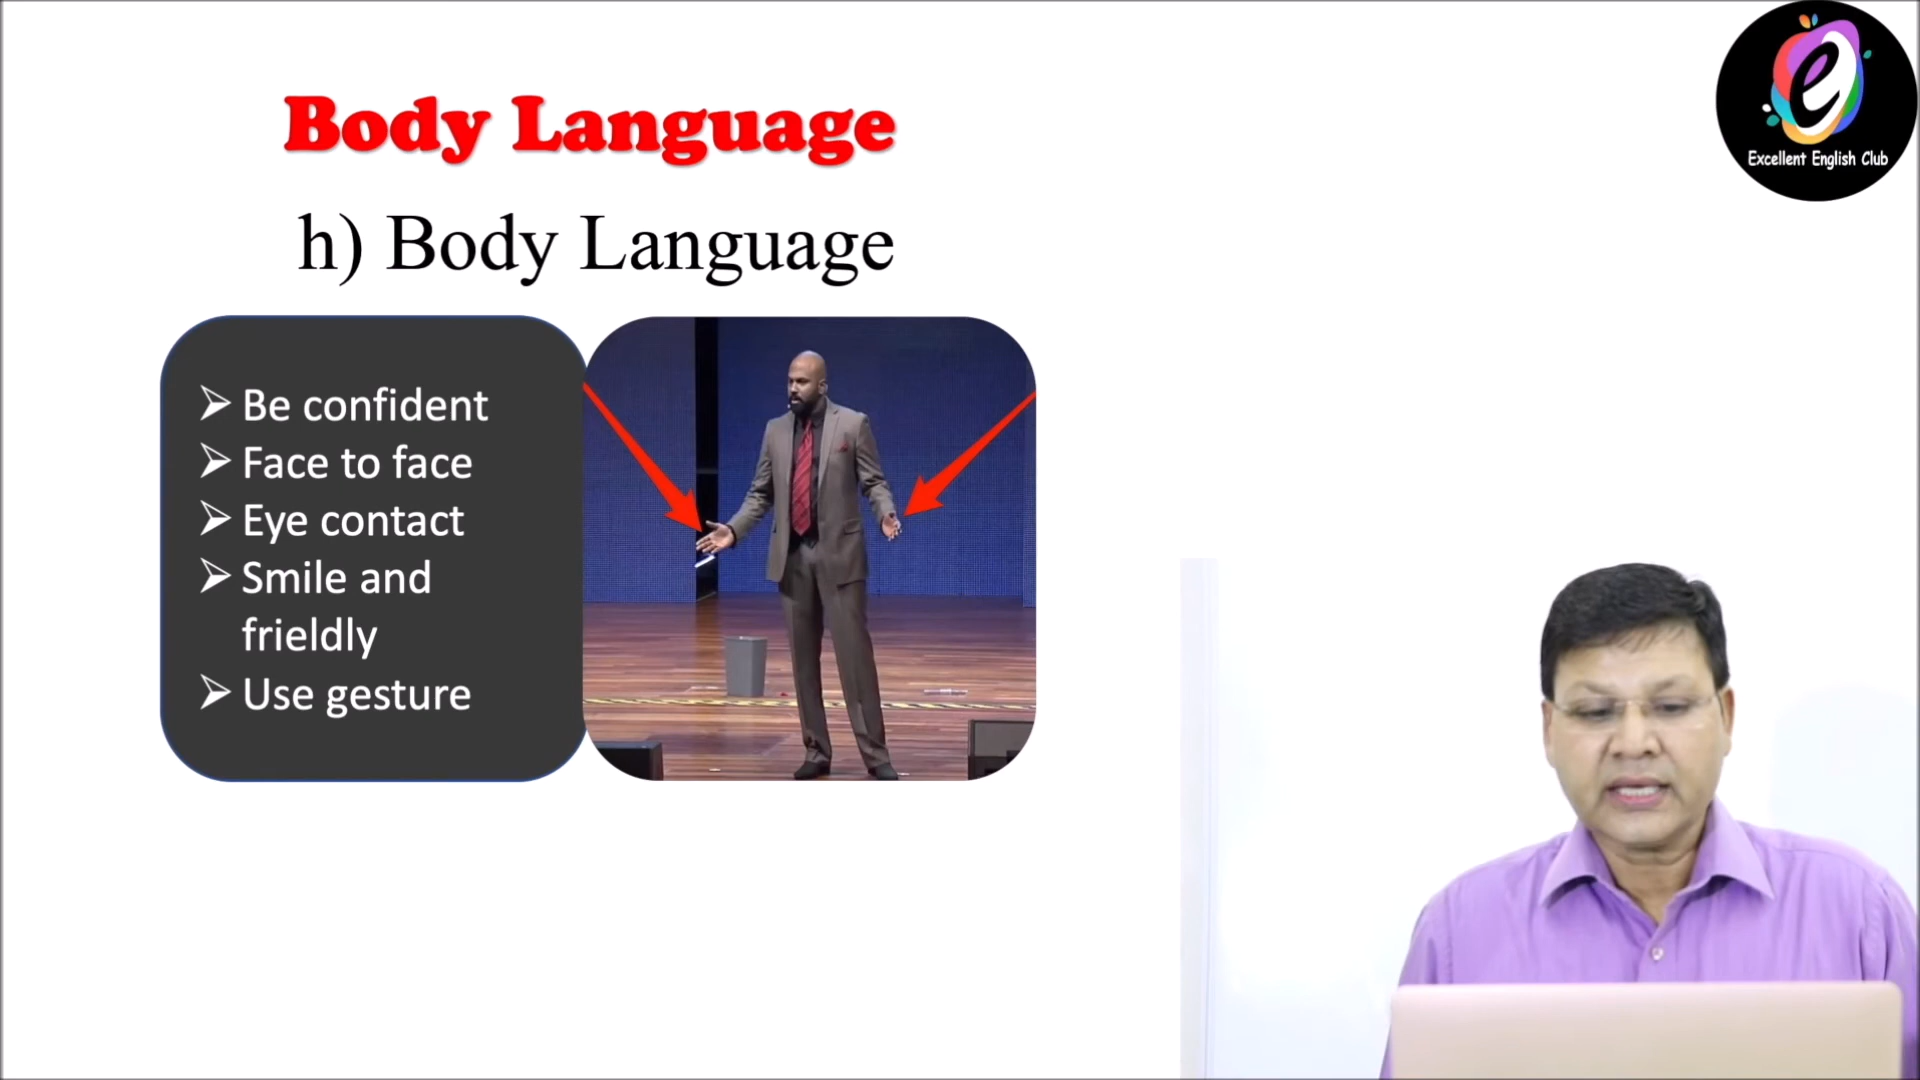 Body Language
h) Body Language
Be confident
Face to face
Eye contact
Smile and
frieldly
Use gesture
e
Excellent English Club